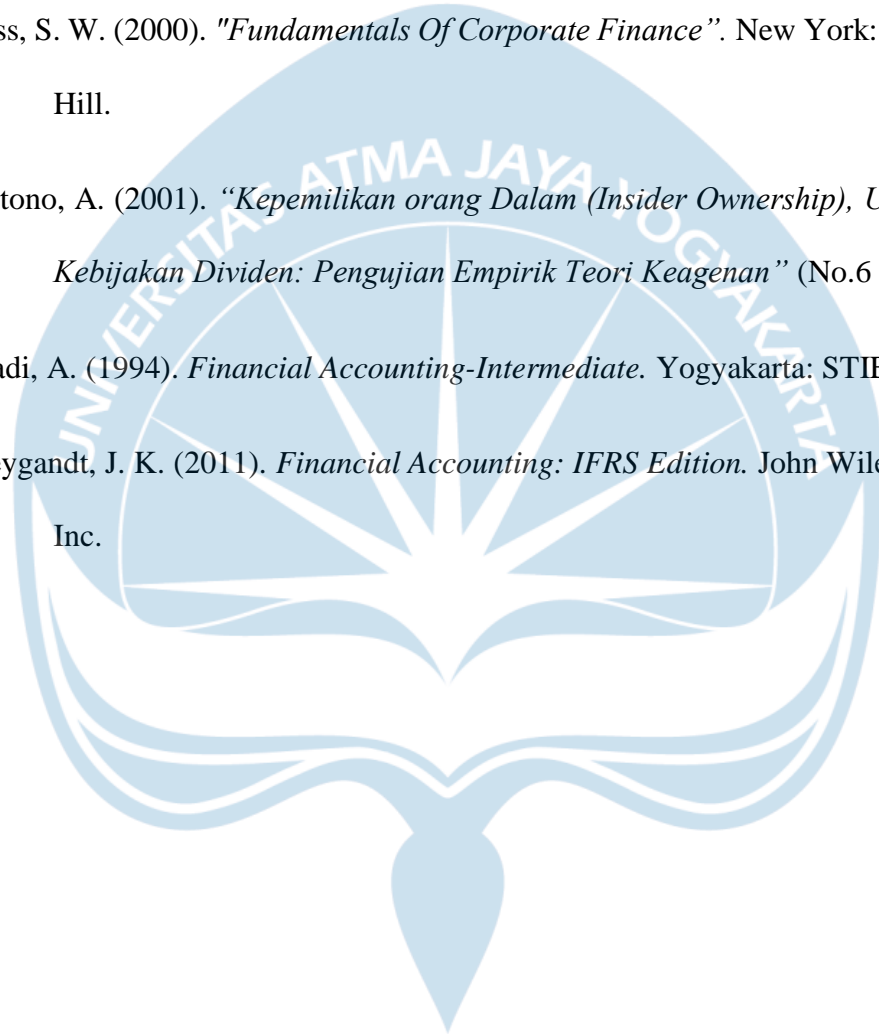 ss, S. W. (2000). "Fundamentals Of Corporate Finance”. New York:
Hill.
UNIVERSITAS ATMA JAYA YOGYAKARTA
tono, A. (2001). “Kepemilikan orang Dalam (Insider Ownership), U
Kebijakan Dividen: Pengujian Empirik Teori Keagenan” (No.6
adi, A. (1994). Financial Accounting-Intermediate. Yogyakarta: STIE
eygandt, J. K. (2011). Financial Accounting: IFRS Edition. John Wile
Inc.